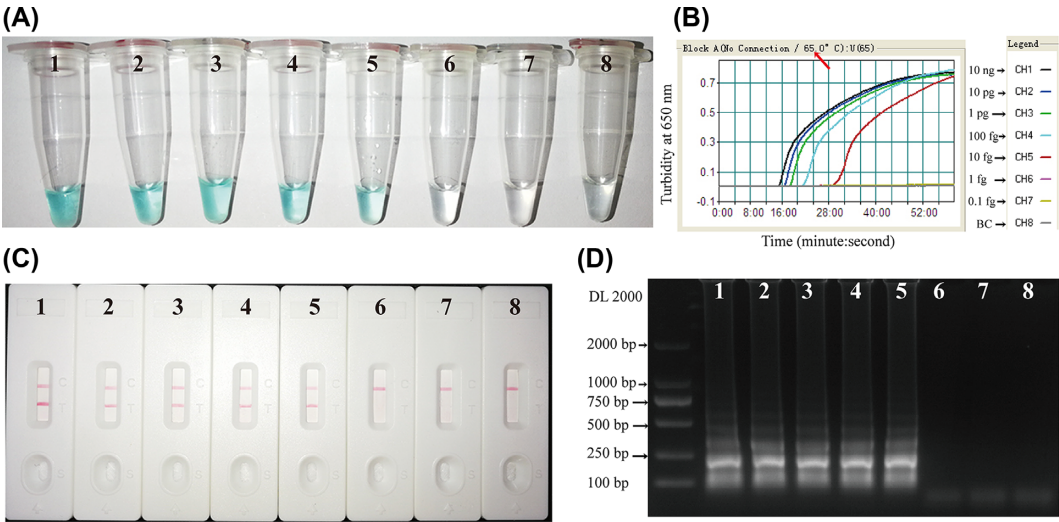 (A)
1 2 3 4 5 6 7 8
(B)
Block A(No Connection / 65.0° C):U(65)
Legend
Turbidity at 650 nm
0.7
0.5
0.3
0.1
-0.1
0:00 8:00 16:00 28:00 40:00 52:00
Time (minute:second)
10 ng → CH1
10 pg → CH2
1 pg → CH3
100 fg → CH4
10 fg → CH5
1 fg → CH6
0.1 fg → CH7
BC → CH8
(C)
1 2 3 4 5 6 7 8
C C C C C C C C
T T T T T T T T
S S S S S S S S
(D)
DL 2000
1 2 3 4 5 6 7 8
2000 bp→
1000 bp→
750 bp→
500 bp→
250 bp→
100 bp